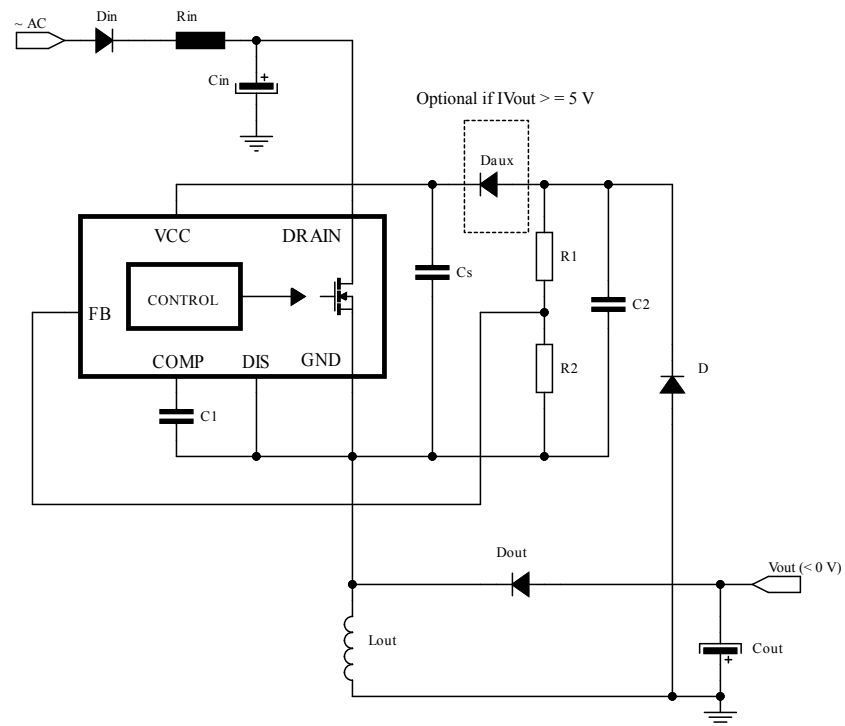 ~ AC
Din
Rin
Cin
+
Optional if IVout > = 5 V
Daux
VCC
DRAIN
R1
CONTROL
Cs
C2
FB
COMP
DIS
GND
R2
D
C1
Dout
Vout (< 0 V)
Lout
Cout
+